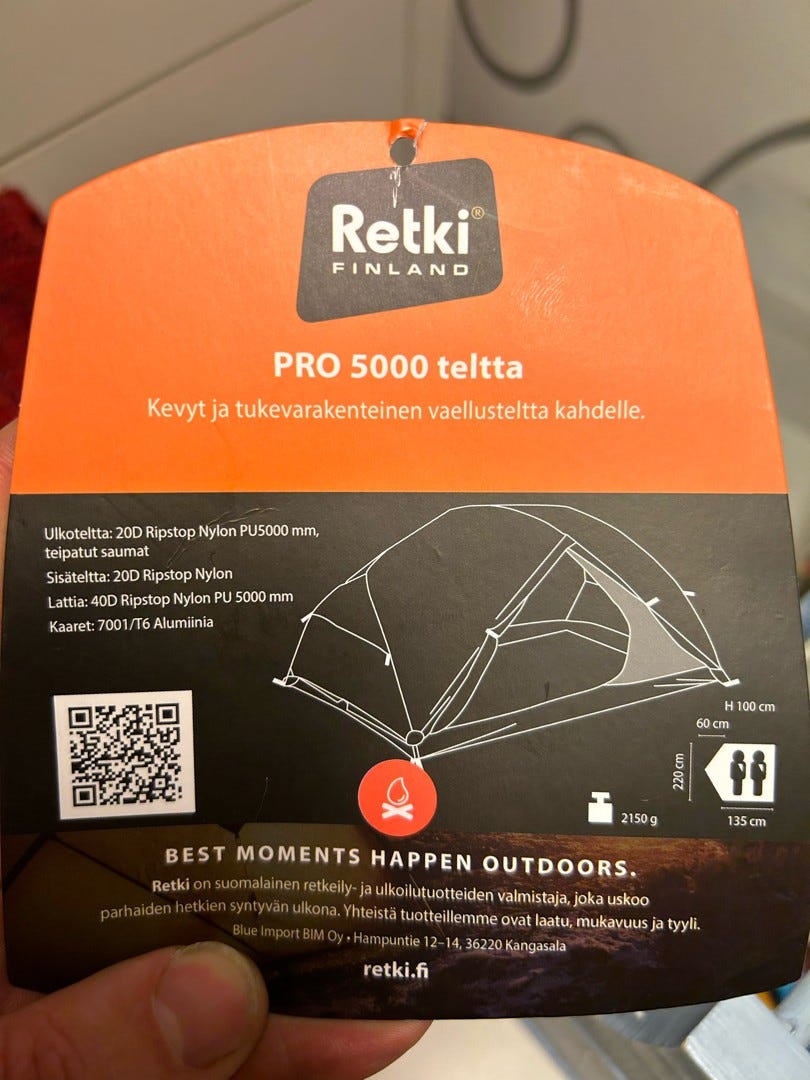 Retki®
FINLAND
PRO 5000 teltta
Kevyt ja tukevarakenteinen vaellusteltta kahdelle.
Ulkoteltta: 20D Ripstop Nylon PU5000 mm,
teipatut saumat
Sisäteltta: 20D Ripstop Nylon
Lattia: 40D Ripstop Nylon PU 5000 mm
Kaaret: 7001/T6 Alumiinia
H 100 cm
60 cm
220 cm
2150 g
135 cm
BEST MOMENTS HAPPEN OUTDOORS.
Retki on suomalainen retkeily- ja ulkoilutuotteiden valmistaja, joka uskoo
parhaiden hetkien syntyvän ulkona. Yhteistä tuotteillemme ovat laatu, mukavuus ja tyyli.
Blue Import BIM Oy • Hampuntie 12–14, 36220 Kangasala
retki.fi